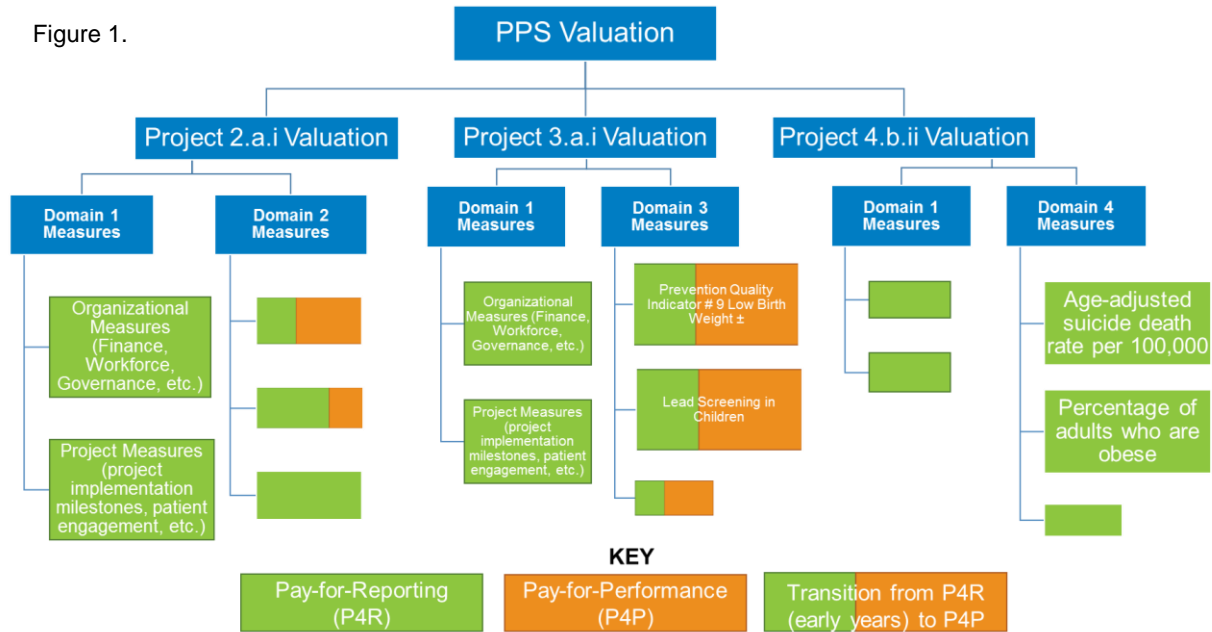 Figure 1.
PPS Valuation
Project 2.a.i Valuation
Project 3.a.i Valuation
Project 4.b.ii Valuation
Domain 1
Measures
Domain 2
Measures
Domain 1
Measures
Domain 3
Measures
Domain 1
Measures
Domain 4
Measures
Organizational
Measures
(Finance,
Workforce,
Governance, etc.)
Project Measures
(project
implementation
milestones, patient
engagement, etc.)
Organizational
Measures (Finance,
Workforce,
Governance, etc.)
Project Measures
(project
implementation
milestones, patient
engagement, etc.)
Prevention Quality
Indicator # 9 Low Birth
Weight ±
Lead Screening in
Children
Age-adjusted
suicide death
rate per 100,000
Percentage of
adults who are
obese
KEY
Pay-for-Reporting
(P4R)
Pay-for-Performance
(P4P)
Transition from P4R
(early years) to P4P